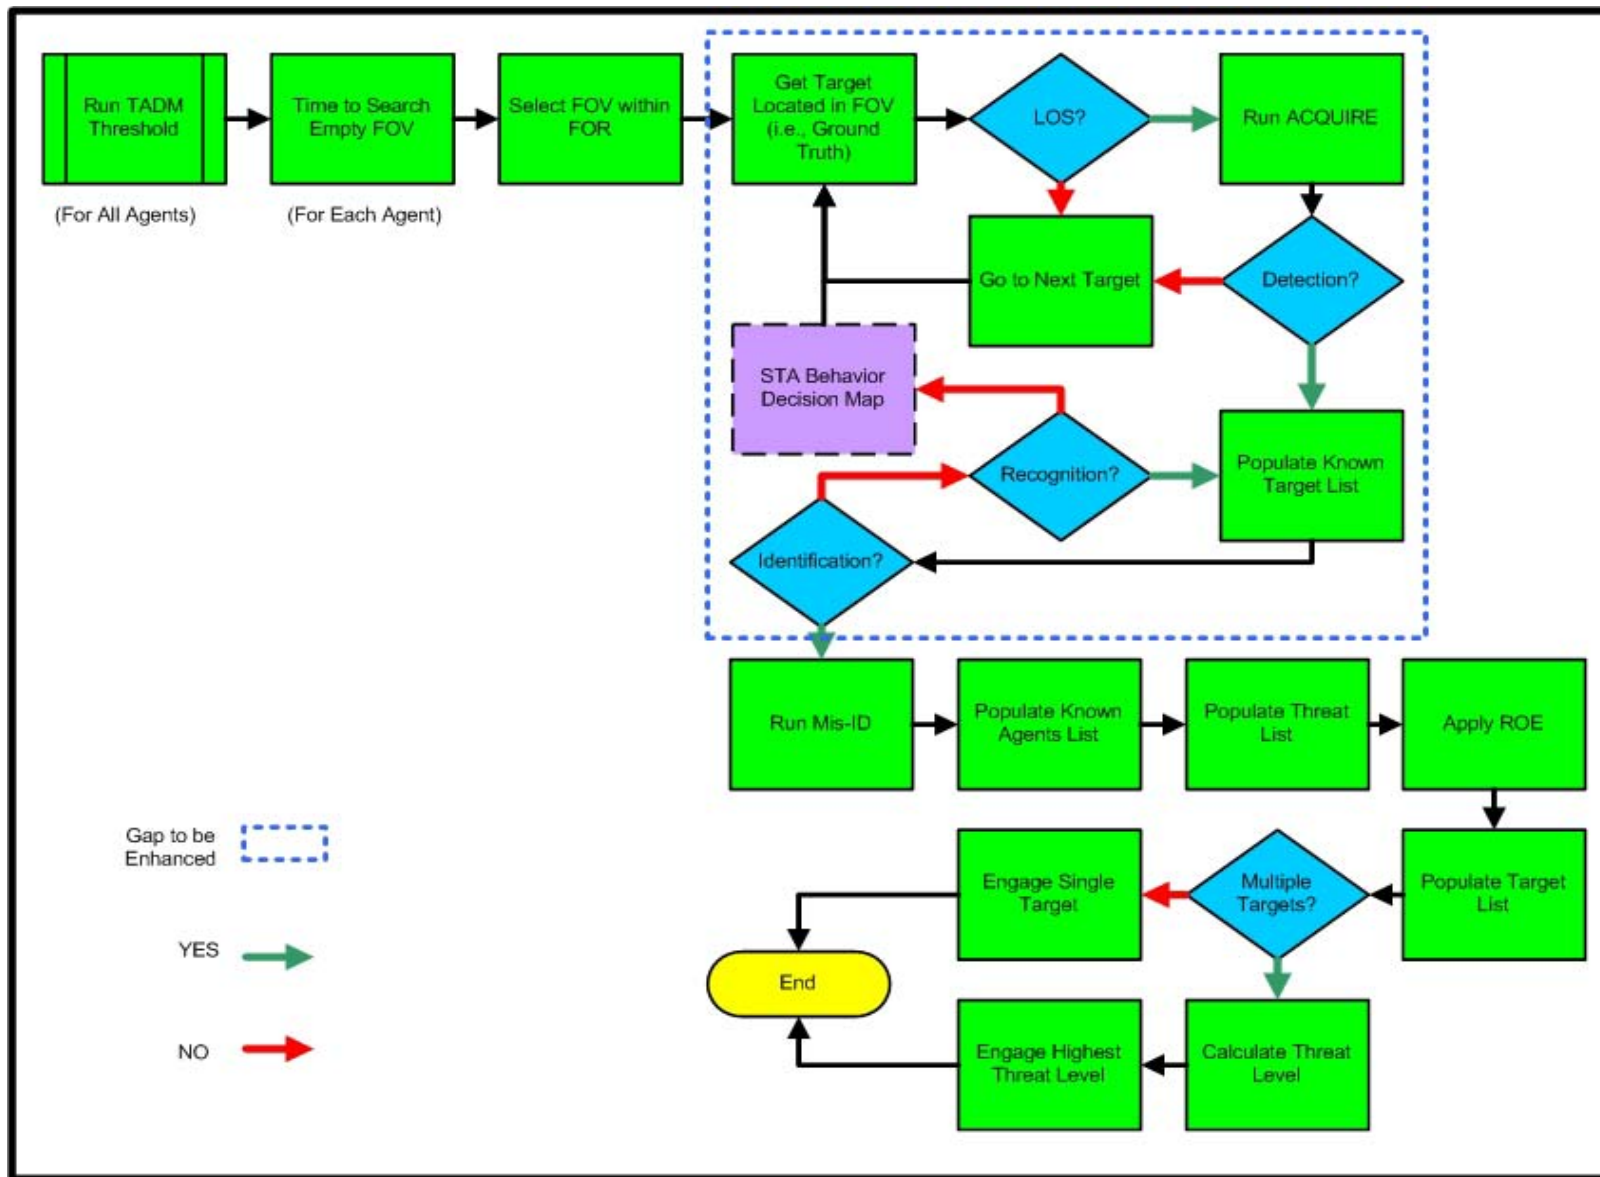 Run TADM
Threshold
(For All Agents)
Time to Search
Empty FOV
(For Each Agent)
Select FOV within
FOR
Get Target
Located in FOV
(i.e., Ground
Truth)
LOS?
Run ACQUIRE
Go to Next Target
Detection?
STA Behavior
Decision Map
Recognition?
Populate Known
Target List
Identification?
Run Mis-ID
Populate Known
Agents List
Populate Threat
List
Apply ROE
Gap to be
Enhanced
Engage Single
Target
Multiple
Targets?
Populate Target
List
YES
End
NO
Engage Highest
Threat Level
Calculate Threat
Level